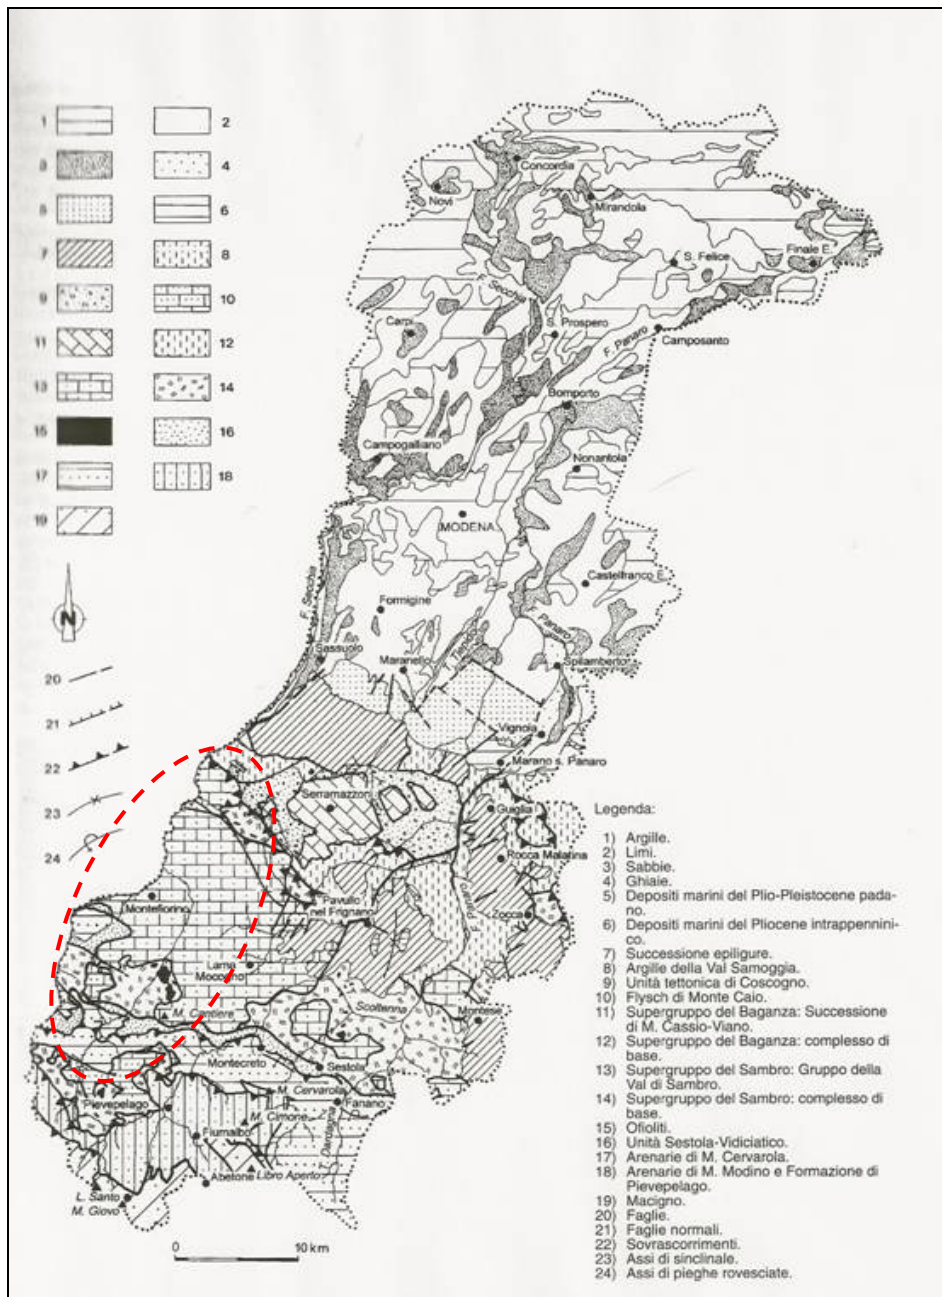 1
2
3
4
5
6
7
8
9
10
11
12
13
14
15
16
17
18
19
N
20
21
22
23
24
Concordia
Novi
Mirandola
S. Felice
Finale E.
F. Secchia
Carpi
S. Prospero
F. Panaro
Camposanto
Bomporto
Campogalliano
Nonantola
MODENA
Castelfranco E.
F. Secchia
Formigine
F. Panaro
Sassuolo
Maranello
T. Tiepido
Spilamberto
Vignola
Marano s. Panaro
Serramazzoni
Guiglia
Rocca Malatina
Montefiorino
Pavullo
nel Frignano
F. Panaro
Zocca
Lama
Mocogno
Scoltenna
M. Cantiere
Montese
Montecreto
Sestola
M. Cervarola
Pievepelago
Fanano
M. Cimone
Fiumalbo
T. Dardagna
Abetone
Libro Aperto
L. Santo
M. Giovo
0 10 km
Legenda:
1) Argille.
2) Limi.
3) Sabbie.
4) Ghiaie.
5) Depositi marini del Plio-Pleistocene pada-
no.
6) Depositi marini del Pliocene intrappennini-
co.
7) Successione epiligure.
8) Argille della Val Samoggia.
9) Unità tettonica di Coscogno.
10) Flysch di Monte Caio.
11) Supergruppo del Baganza: Successione
di M. Cassio-Viano.
12) Supergruppo del Baganza: complesso di
base.
13) Supergruppo del Sambro: Gruppo della
Val di Sambro.
14) Supergruppo del Sambro: complesso di
base.
15) Ofioliti.
16) Unità Sestola-Vidiciatico.
17) Arenarie di M. Cervarola.
18) Arenarie di M. Modino e Formazione di
Pievepelago.
19) Macigno.
20) Faglie.
21) Faglie normali.
22) Sovrascorrimenti.
23) Assi di sinclinale.
24) Assi di pieghe rovesciate.